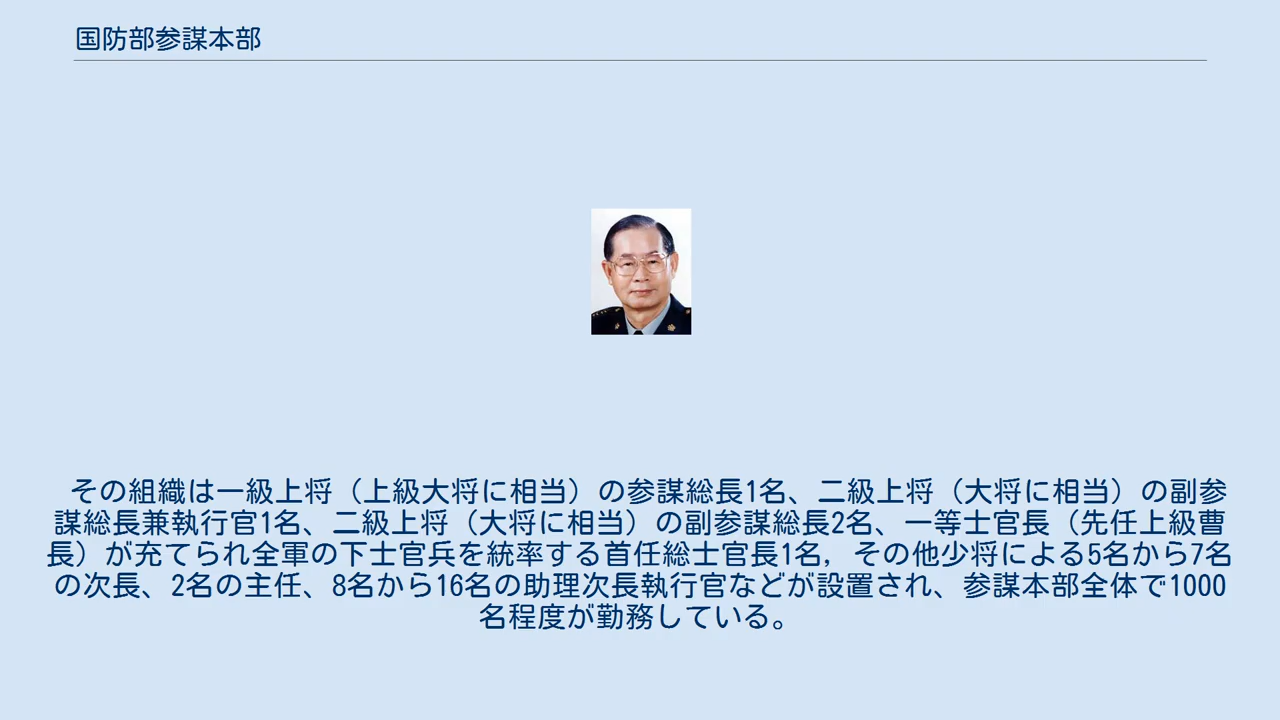 国防部参謀本部
その組織は一級上将（上級大将に相当）の参謀総長1名、二級上将（大将に相当）の副参
謀総長兼執行官1名、二級上将（大将に相当）の副参謀総長2名、一等士官長（先任上級曹
長）が充てられ全軍の下士官兵を統率する首任総士官長1名，その他少将による5名から7名
の次長、2名の主任、8名から16名の助理次長執行官などが設置され、参謀本部全体で1000
名程度が勤務している。